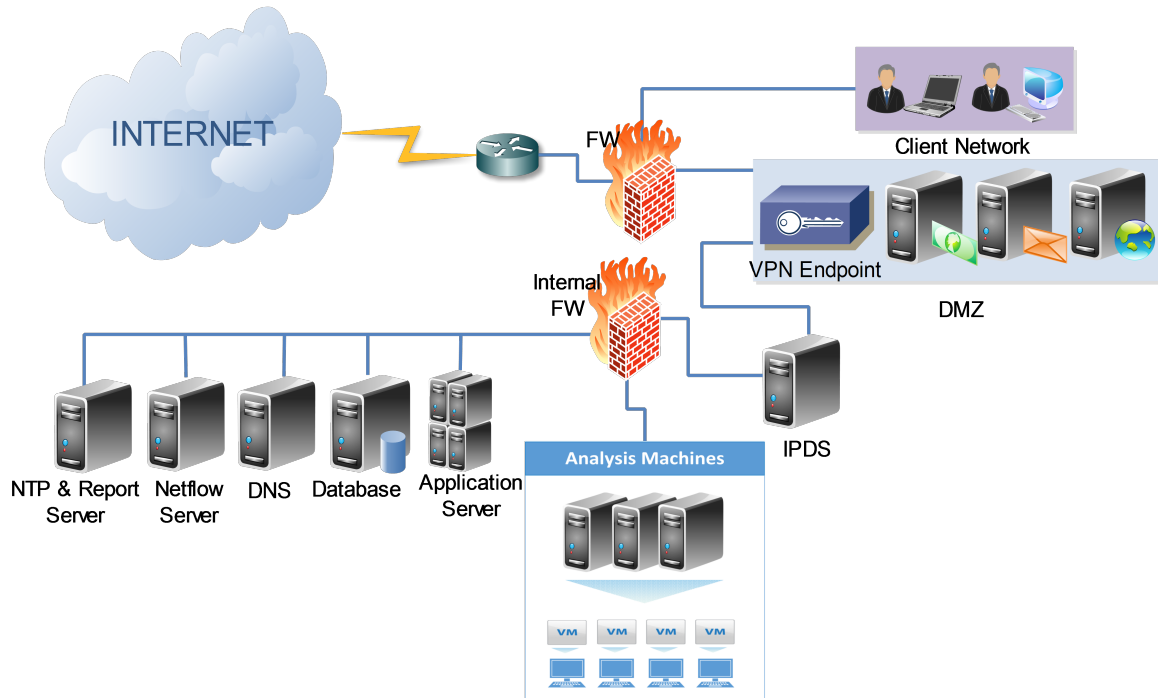 INTERNET
FW
Client Network
VPN Endpoint
DMZ
Internal
FW
IPDS
NTP & Report
Server
Netflow
Server
DNS
Database
Application
Server
Analysis Machines
VM
VM
VM
VM